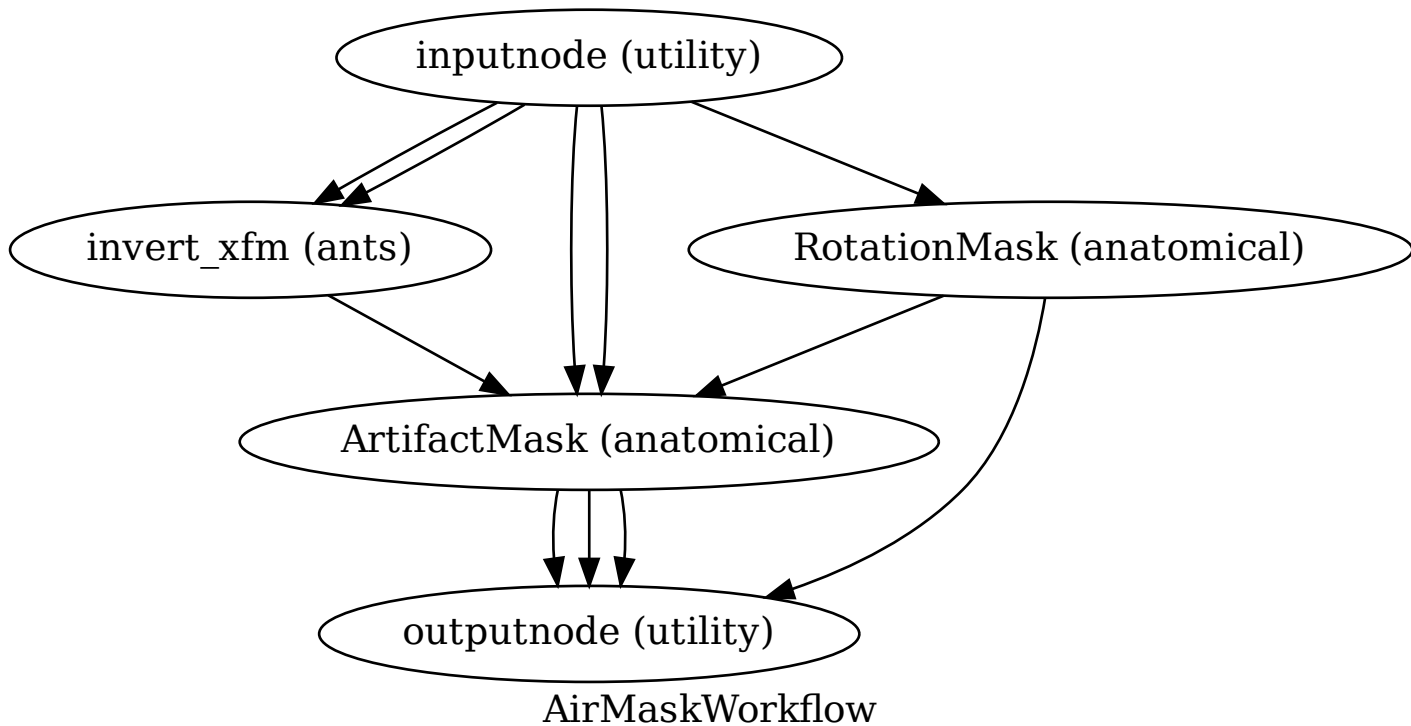 inputnode (utility)
invert_xfm (ants)
RotationMask (anatomical)
ArtifactMask (anatomical)
outputnode (utility)
AirMaskWorkflow